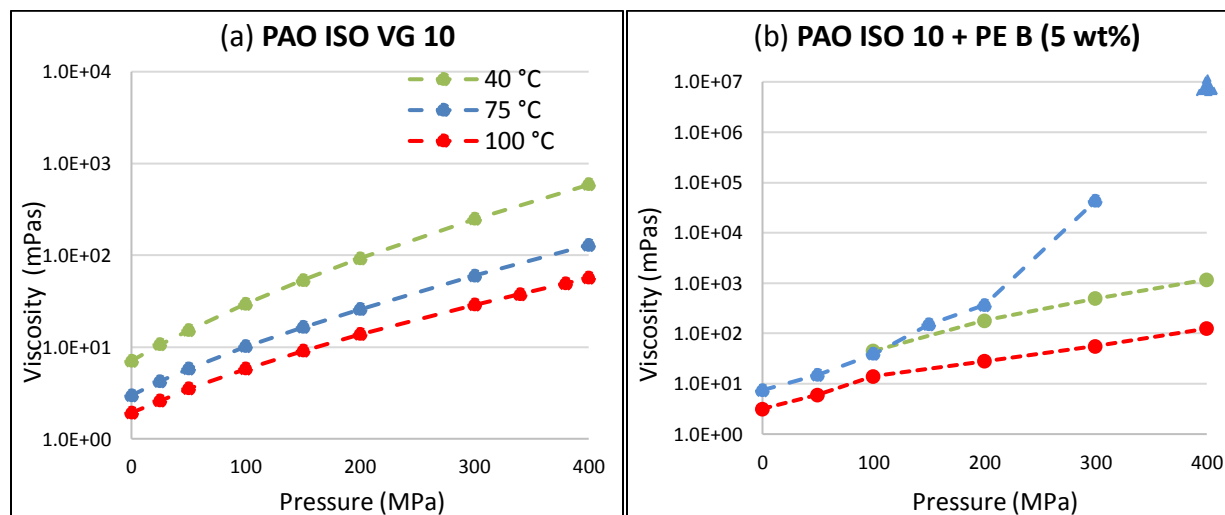 (a) PAO ISO VG 10
1.0E+04
1.0E+03
1.0E+02
1.0E+01
1.0E+00
Viscosity (mPas)
40 °C
75 °C
100 °C
0 100 200 300 400
Pressure (MPa)
(b) PAO ISO 10 + PE B (5 wt%)
1.0E+07
1.0E+06
1.0E+05
1.0E+04
1.0E+03
1.0E+02
1.0E+01
1.0E+00
Viscosity (mPas)
0 100 200 300 400
Pressure (MPa)